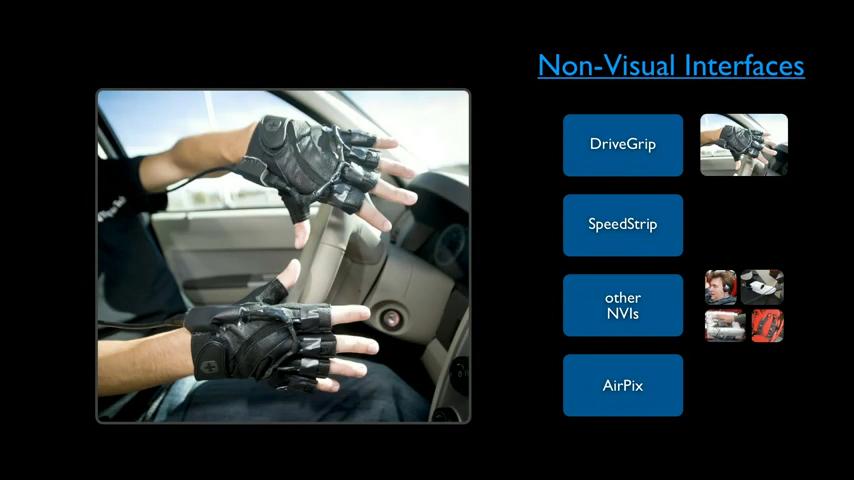 Non-Visual Interfaces
DriveGrip
SpeedStrip
other
NVIs
AirPix